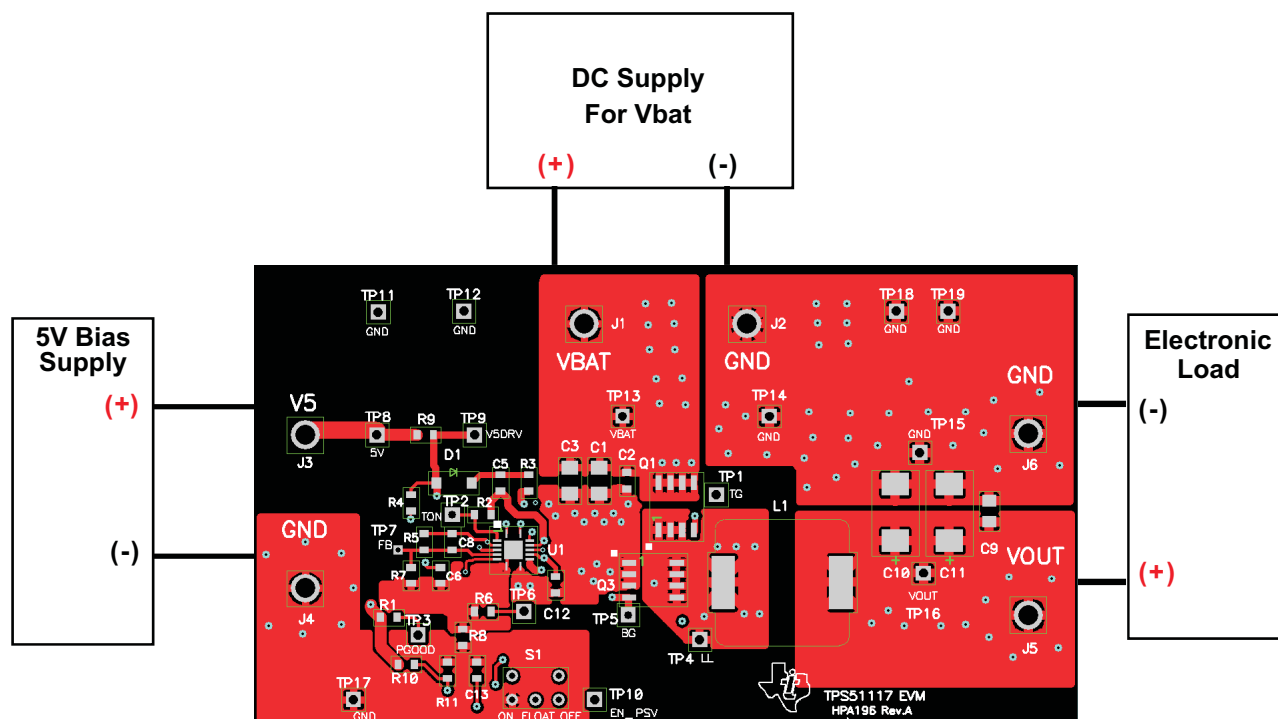 DC Supply
For Vbat
(+)
(-)
5V Bias
Supply
(+)
(-)
Electronic
Load
(-)
(+)
TP11
GND
TP12
GND
J1
VBAT
J2
GND
TP18
GND
TP19
GND
GND
J6
V5
J3
TP8
5V
R9
TP9
V5DRV
TP13
VBAT
TP14
GND
TP15
GND
D1
C5
R3
C3
C1
C2
Q1
TP1
TG
R4
TP2
TON
R2
L1
GND
J4
TP7
FB
R5
C8
U1
R7
C6
C12
Q3
C9
C10
C11
VOUT
VOUT
TP16
J5
R1
TP3
PGOOD
R6
TP6
R8
TP5
BG
TP4
LL
R10
R11
C13
S1
ON FLOAT OFF
TP10
EN_PSV
TP17
GND
TPS51117 EVM
HPA196 Rev.A